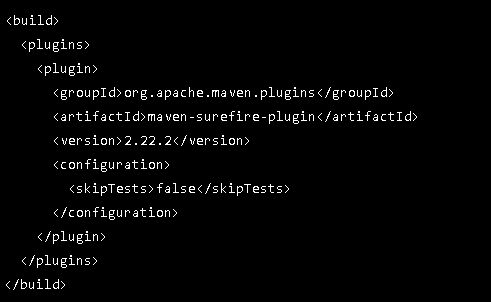 <build>
<plugins>
<plugin>
<groupId>org.apache.maven.plugins</groupId>
<artifactId>maven-surefire-plugin</artifactId>
<version>2.22.2</version>
<configuration>
<skipTests>false</skipTests>
</configuration>
</plugin>
</plugins>
</build>